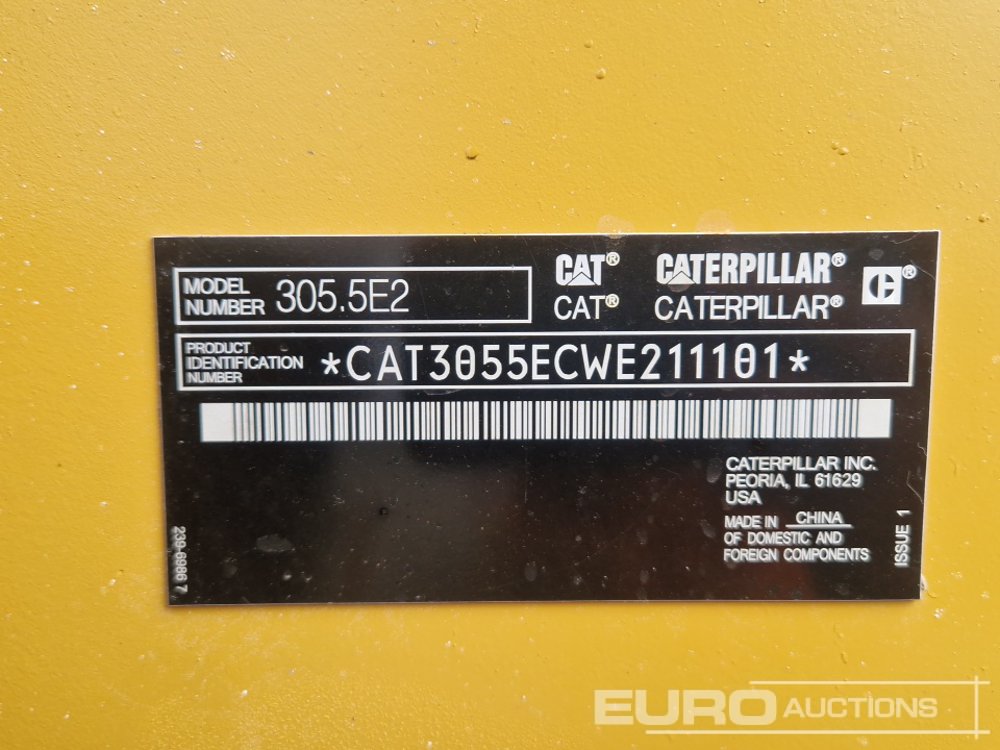 MODEL NUMBER 305.5E2
CAT® CATERPILLAR® C®
CAT® CATERPILLAR®
PRODUCT IDENTIFICATION NUMBER *CAT3055ECWE211101*
CATERPILLAR INC.
PEORIA, IL 61629
USA
MADE IN CHINA
OF DOMESTIC AND
FOREIGN COMPONENTS
239-6986 7
ISSUE 1
EURO AUCTIONS